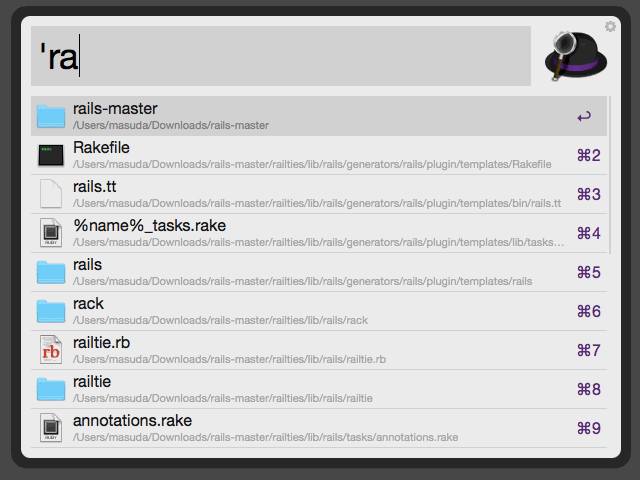 'ra
rails-master
/Users/masuda/Downloads/rails-master
↩
Rakefile
/Users/masuda/Downloads/rails-master/railties/lib/rails/generators/rails/plugin/templates/Rakefile
⌘2
rails.tt
/Users/masuda/Downloads/rails-master/railties/lib/rails/generators/rails/plugin/templates/bin/rails.tt
⌘3
%name%_tasks.rake
/Users/masuda/Downloads/rails-master/railties/lib/rails/generators/rails/plugin/templates/lib/tasks...
⌘4
RUBY
rails
/Users/masuda/Downloads/rails-master/railties/lib/rails/generators/rails/plugin/templates/rails
⌘5
rack
/Users/masuda/Downloads/rails-master/railties/lib/rails/rack
⌘6
rb
railtie.rb
/Users/masuda/Downloads/rails-master/railties/lib/rails/railtie.rb
⌘7
railtie
/Users/masuda/Downloads/rails-master/railties/lib/rails/railtie
⌘8
annotations.rake
/Users/masuda/Downloads/rails-master/railties/lib/rails/tasks/annotations.rake
⌘9
RUBY